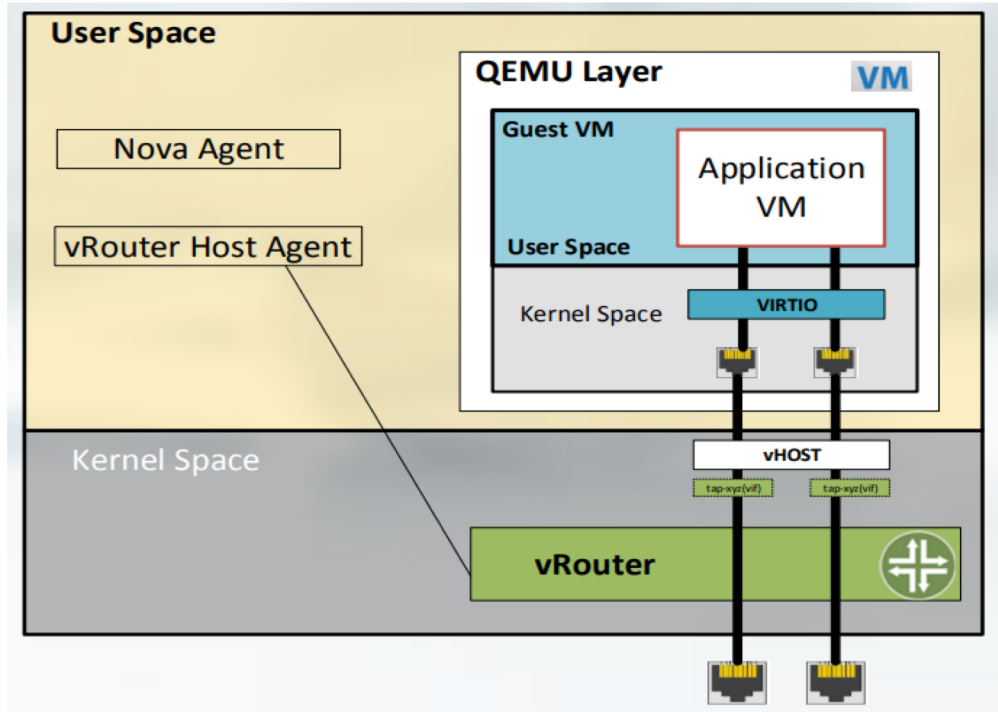 User Space
QEMU Layer
VM
Guest VM
Nova Agent
Application
VM
vRouter Host Agent
User Space
VIRTIO
Kernel Space
Kernel Space
vHOST
tap-xyz(vif)
tap-xyz(vif)
vRouter